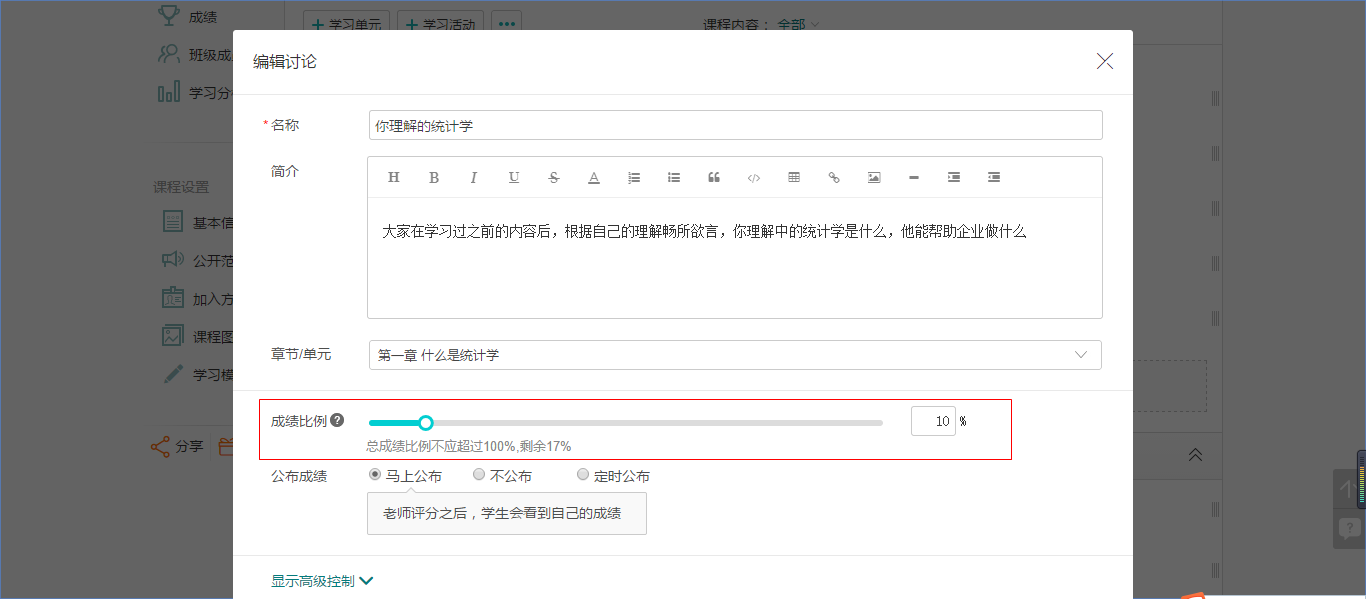 成绩
学习单元
学习活动
课程内容： 全部
班级成
学习分
课程设置
基本信
公开范
加入方
课程图
学习模
分享
编辑讨论
*名称
你理解的统计学
简介
H B I U S A
大家在学习过之前的内容后，根据自己的理解畅所欲言，你理解中的统计学是什么，他能帮助企业做什么
章节/单元
第一章 什么是统计学
成绩比例
10 %
总成绩比例不应超过100%,剩余17%
公布成绩
马上公布 不公布 定时公布
老师评分之后，学生会看到自己的成绩
显示高级控制